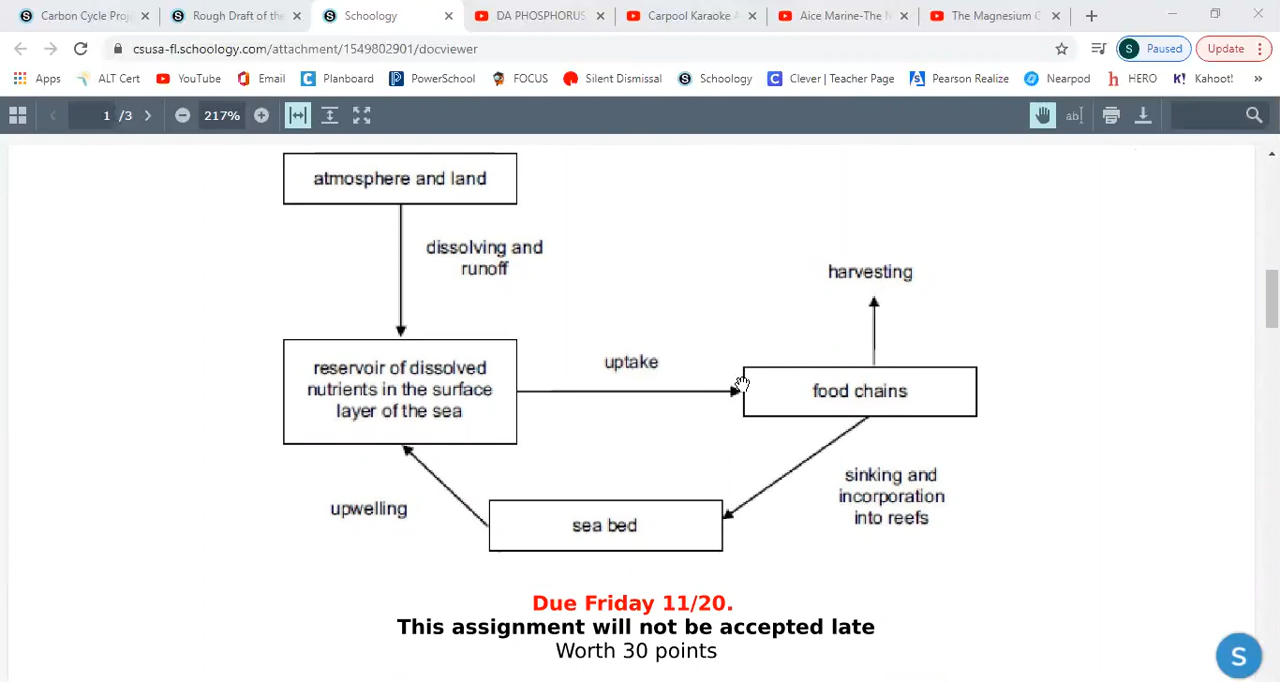 Carbon Cycle Proj
Rough Draft of the
Schoology
DA PHOSPHORUS
Carpool Karaoke
Aice Marine-The N
The Magnesium C
csusa-fl.schoology.com/attachment/1549802901/docviewer
S Paused
Update
Apps
ALT Cert
YouTube
Email
Planboard
PowerSchool
FOCUS
Silent Dismissal
Schoology
Clever | Teacher Page
Pearson Realize
Nearpod
HERO
Kahoot!
»
1 /3
217%
atmosphere and land
dissolving and
runoff
harvesting
reservoir of dissolved
nutrients in the surface
layer of the sea
uptake
food chains
sinking and
incorporation
into reefs
upwelling
sea bed
Due Friday 11/20.
This assignment will not be accepted late
Worth 30 points
S